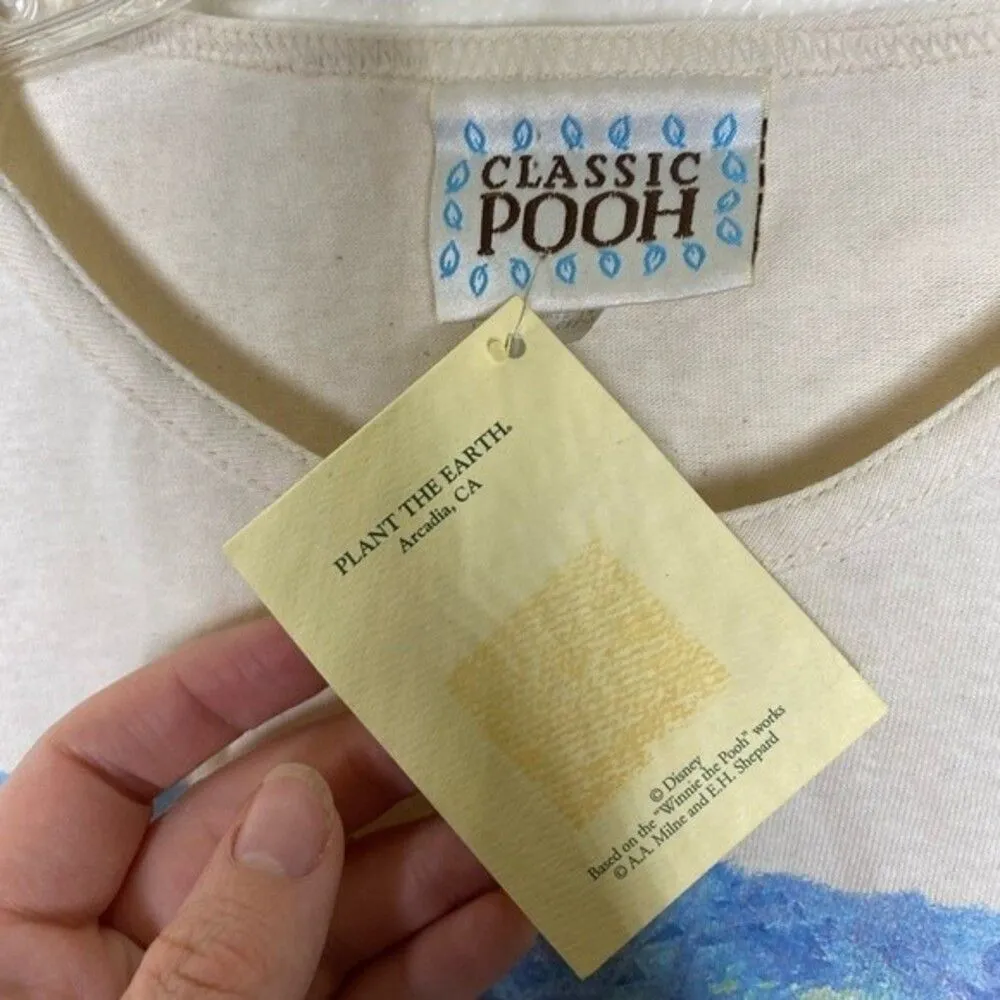 CLASSIC
POOH
PLANT THE EARTH®
Arcadia, CA
© Disney
Based on the "Winnie the Pooh" works
© A.A. Milne and E.H. Shepard